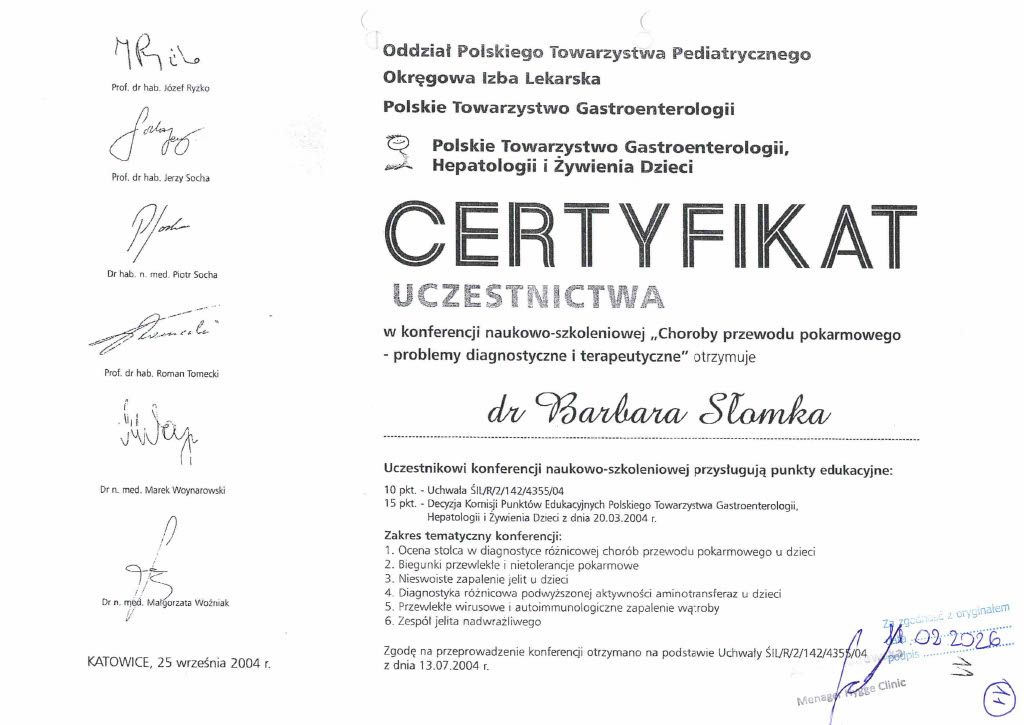 Prof. dr hab. Józef Ryżko
Prof. dr hab. Jerzy Socha
Dr hab. n. med. Piotr Socha
Prof. dr hab. Roman Tomecki
Dr n. med. Marek Woynarowski
Dr n. med. Małgorzata Woźniak
KATOWICE, 25 września 2004 r.
Oddział Polskiego Towarzystwa Pediatrycznego
Okręgowa Izba Lekarska
Polskie Towarzystwo Gastroenterologii
Polskie Towarzystwo Gastroenterologii,
Hepatologii i Żywienia Dzieci
CERTYFIKAT
UCZESTNICTWA
w konferencji naukowo-szkoleniowej „Choroby przewodu pokarmowego
- problemy diagnostyczne i terapeutyczne” otrzymuje
dr Barbara Słomka
Uczestnikowi konferencji naukowo-szkoleniowej przysługują punkty edukacyjne:
10 pkt. - Uchwała ŚIL/R/2/142/4355/04
15 pkt. - Decyzja Komisji Punktów Edukacyjnych Polskiego Towarzystwa Gastroenterologii,
Hepatologii i Żywienia Dzieci z dnia 20.03.2004 r.
Zakres tematyczny konferencji:
1. Ocena stolca w diagnostyce różnicowej chorób przewodu pokarmowego u dzieci
2. Biegunki przewlekłe i nietolerancje pokarmowe
3. Nieswoiste zapalenie jelit u dzieci
4. Diagnostyka różnicowa podwyższonej aktywności aminotransferaz u dzieci
5. Przewlekłe wirusowe i autoimmunologiczne zapalenie wątroby
6. Zespół jelita nadwrażliwego
Zgodę na przeprowadzenie konferencji otrzymano na podstawie Uchwały ŚIL/R/2/142/4355/04
z dnia 13.07.2004 r.
Za zgodność z oryginałem
02 2026
podpis
Manager Hygge Clinic
11
11